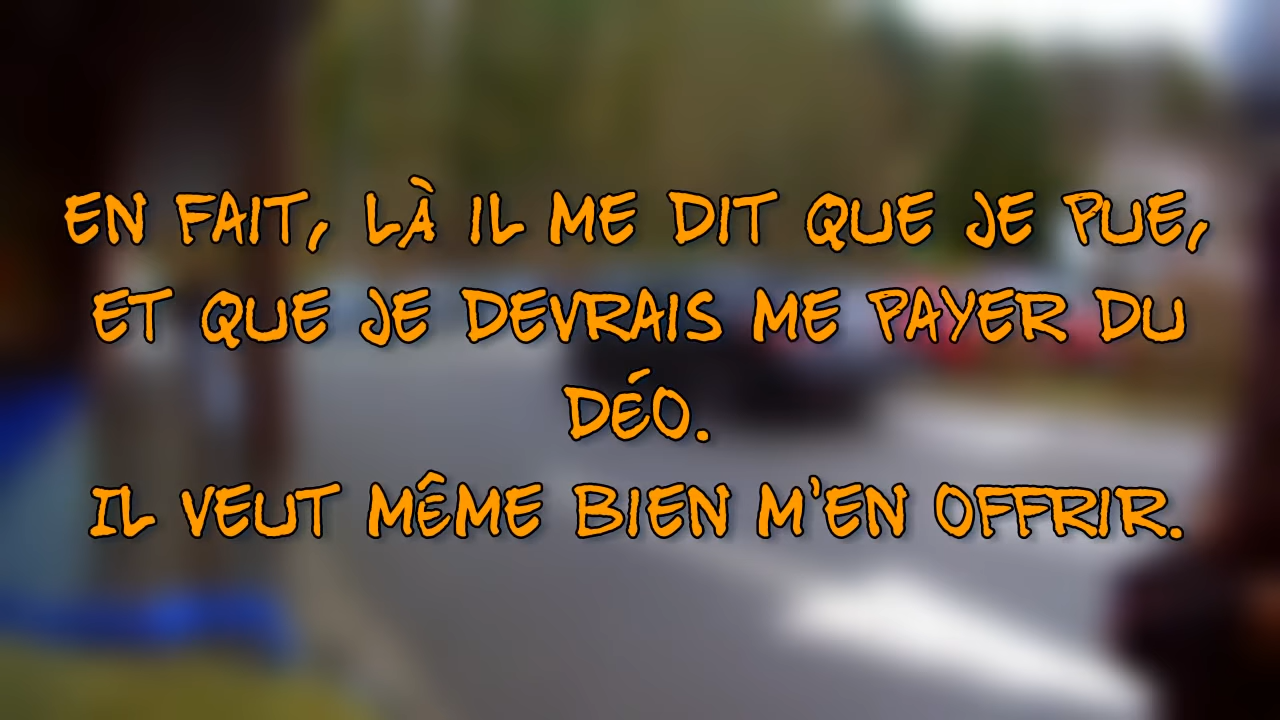 EN FAIT, LÀ IL ME DIT QUE JE PUE,
ET QUE JE DEVRAIS ME PAYER DU
DÉO.
IL VEUT MÊME BIEN M'EN OFFRIR.